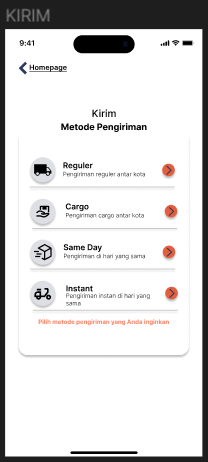 KIRIM
9:41
Homepage
Kirim
Metode Pengiriman
Reguler
Pengiriman reguler antar kota
Cargo
Pengiriman cargo antar kota
Same Day
Pengiriman di hari yang sama
Instant
Pengiriman instan di hari yang
sama
Pilih metode pengiriman yang Anda inginkan